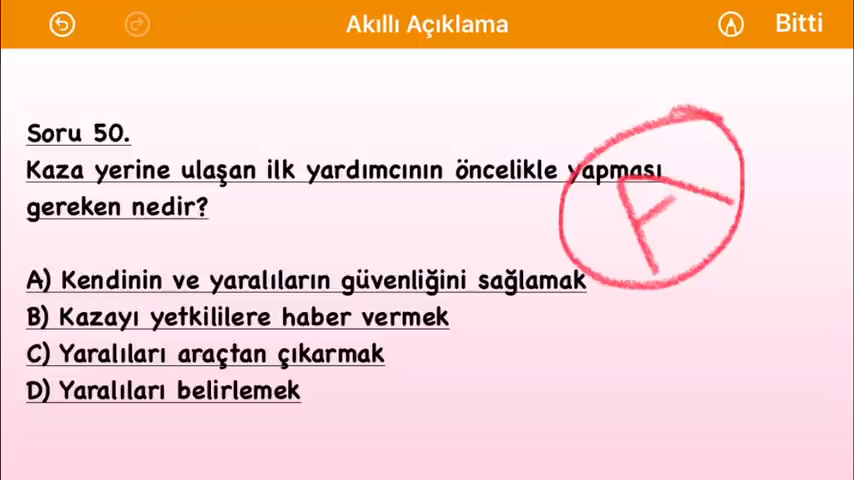 Akıllı Açıklama
Bitti
Soru 50.
Kaza yerine ulaşan ilk yardımcının öncelikle yapması
gereken nedir?
A
A) Kendinin ve yaralıların güvenliğini sağlamak
B) Kazayı yetkililere haber vermek
C) Yaralıları araçtan çıkarmak
D) Yaralıları belirlemek